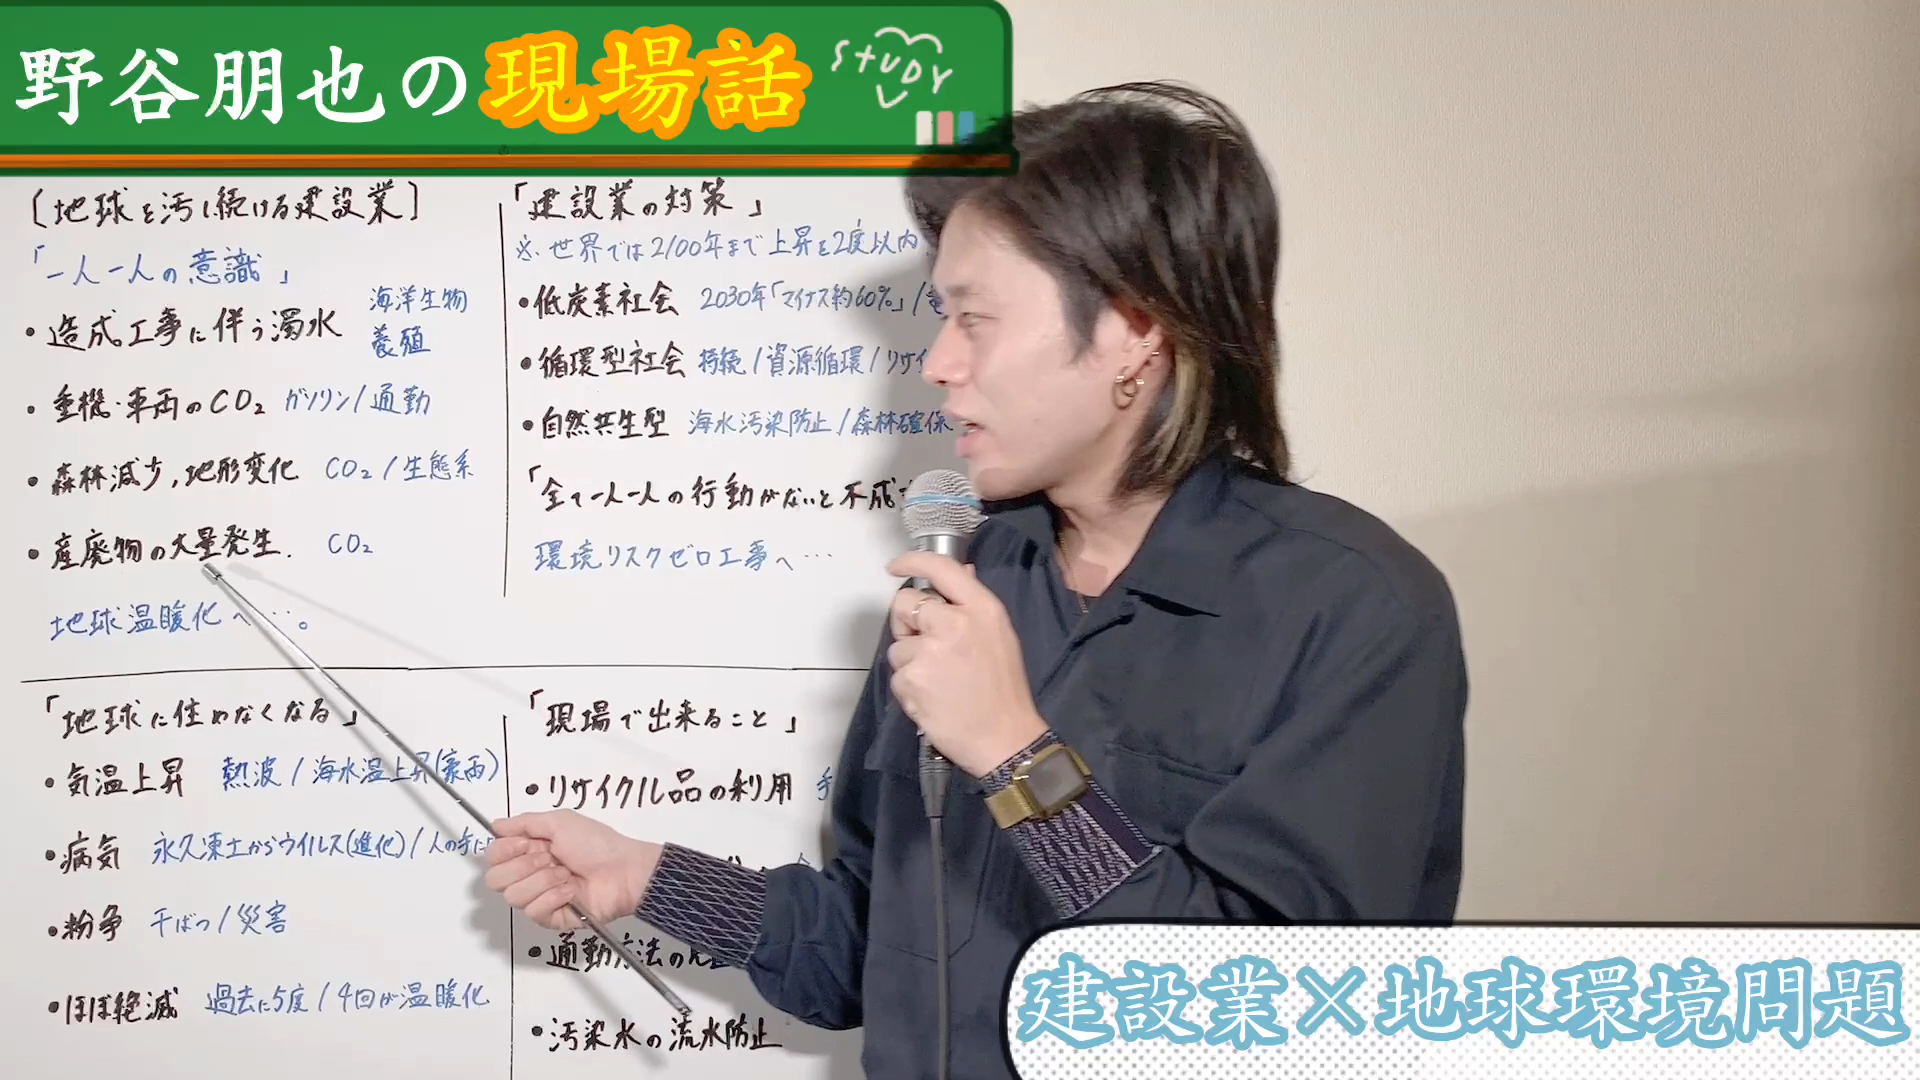 野谷朋也の現場話
STUDY
〔地球を汚し続ける建設業〕
「一人一人の意識」
・造成工事に伴う濁水 海洋生物 養殖
・重機・車両のCO2 ガソリン/通勤
・森林減少,地形変化 CO2/生態系
・産廃物の大量発生. CO2
地球温暖化へ…。
「建設業の対策」
※世界では2100年まで上昇を2度以内
・低炭素社会 2030年「マイナス約60%」/
・循環型社会 持続/資源循環/リサイ
・自然共生型 海水汚染防止/森林確保
「全て一人一人の行動がないと不成
環境リスクゼロ工事へ…
「地球に住めなくなる」
・気温上昇 熱波/海水温上昇(豪雨)
・病気 永久凍土からウイルス(進化)/人の手に
・紛争 干ばつ/災害
・ほぼ絶滅 過去に5度/4回が温暖化
「現場で出来ること」
・リサイクル品の利用
・通勤方法の
・汚染水の流水防止
建設業×地球環境問題